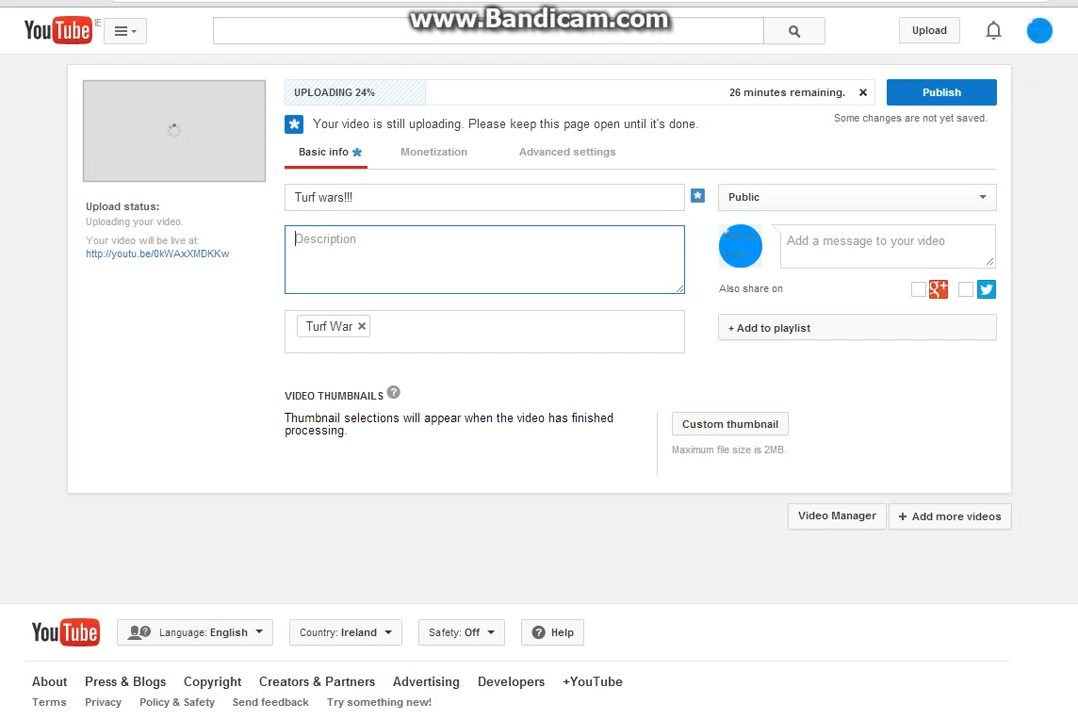 www.Bandicam.com
YouTube IE
Upload
UPLOADING 24%
26 minutes remaining.
Publish
Your video is still uploading. Please keep this page open until it's done.
Some changes are not yet saved.
Basic info
Monetization
Advanced settings
Turf wars!!!
Public
Description
Add a message to your video
Upload status:
Uploading your video.
Your video will be live at:
http://youtu.be/0kWAxXMDKKw
Also share on
g+
Turf War
+ Add to playlist
VIDEO THUMBNAILS ?
Thumbnail selections will appear when the video has finished
processing.
Custom thumbnail
Maximum file size is 2MB.
Video Manager
+ Add more videos
YouTube
Language: English
Country: Ireland
Safety: Off
? Help
About Press & Blogs Copyright Creators & Partners Advertising Developers +YouTube
Terms Privacy Policy & Safety Send feedback Try something new!